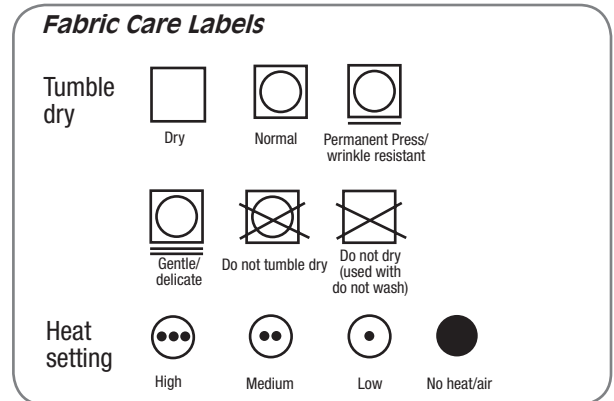 Fabric Care Labels
Tumble
dry
Dry
Normal
Permanent Press/
wrinkle resistant
Gentle/
delicate
Do not tumble dry
Do not dry
(used with
do not wash)
Heat
setting
High
Medium
Low
No heat/air